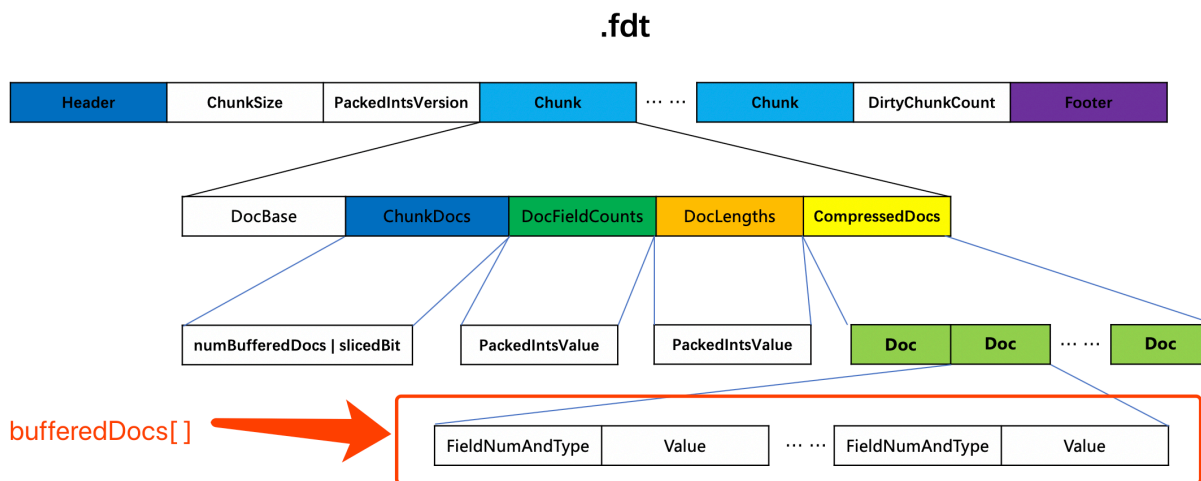 .fdt
Header ChunkSize PackedIntsVersion Chunk ··· ··· Chunk DirtyChunkCount Footer
DocBase ChunkDocs DocFieldCounts DocLengths CompressedDocs
numBufferedDocs | slicedBit PackedIntsValue PackedIntsValue Doc Doc ··· ··· Doc
bufferedDocs[ ] FieldNumAndType Value ··· ··· FieldNumAndType Value